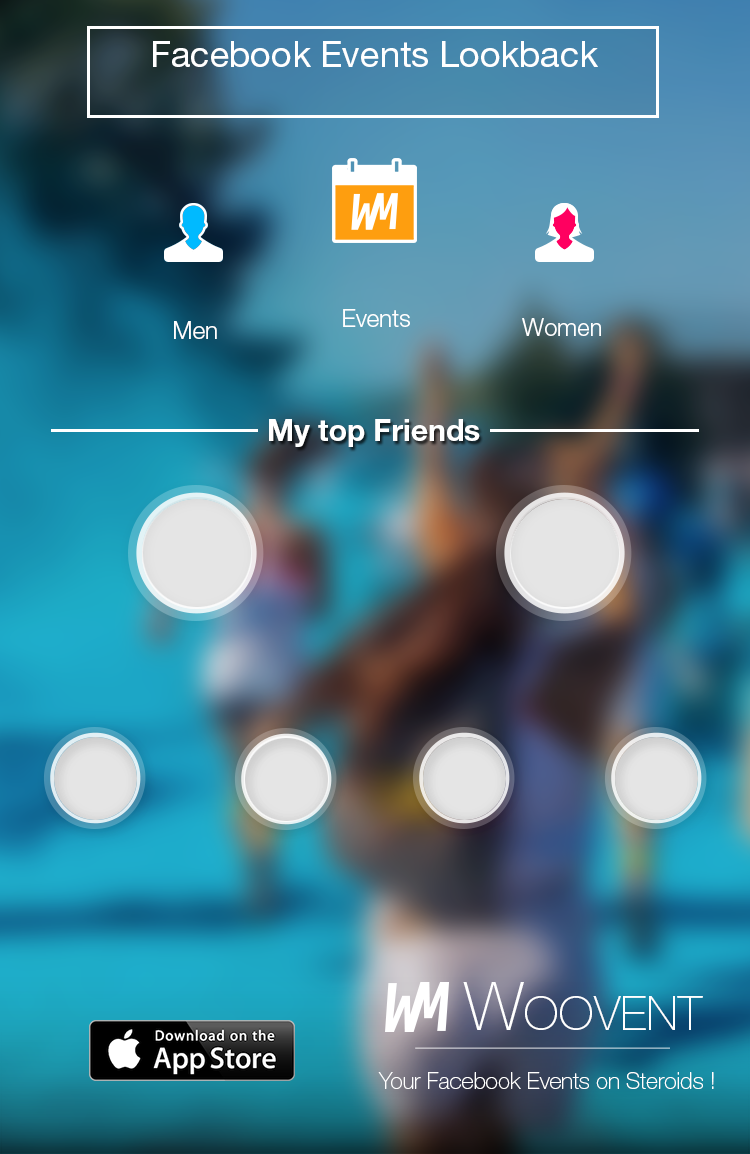 Facebook Events Lookback
WM
Men
Events
Women
My top Friends
WM WOOVENT
Download on the
App Store
Your Facebook Events on Steroids !